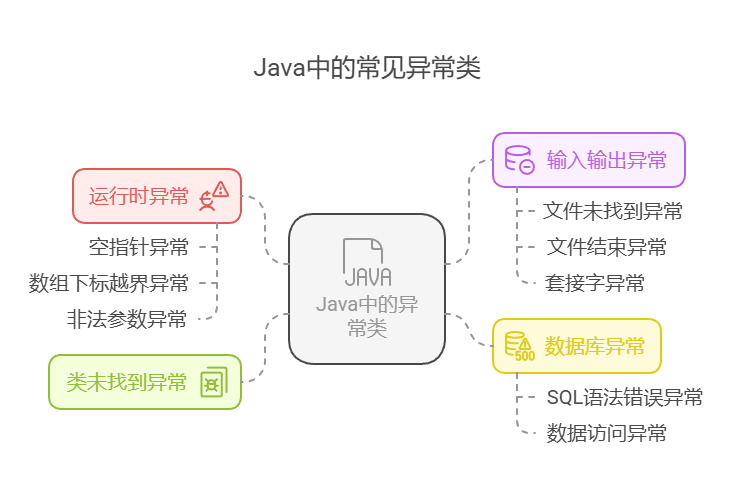 Java中的常见异常类
运行时异常
空指针异常
数组下标越界异常
非法参数异常
类未找到异常
JAVA
Java中的异
常类
输入输出异常
文件未找到异常
文件结束异常
套接字异常
500
数据库异常
SQL语法错误异常
数据访问异常